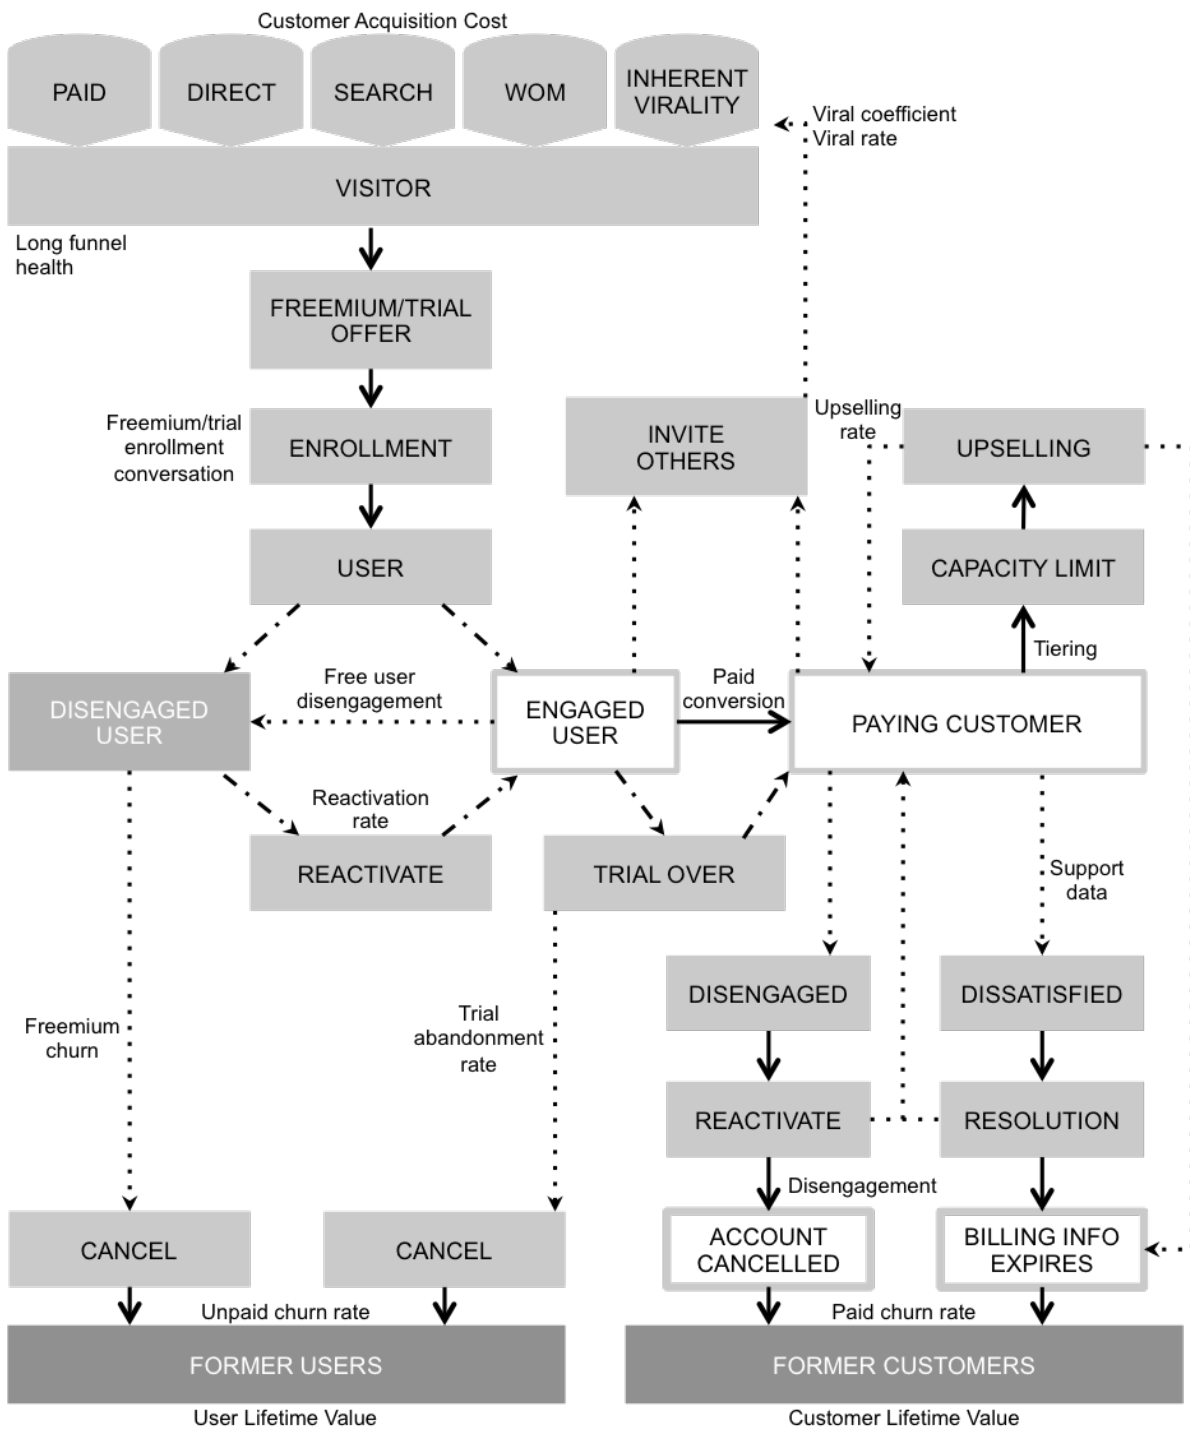 Customer Acquisition Cost
PAID
DIRECT
SEARCH
WOM
INHERENT
VIRALITY
Viral coefficient
Viral rate
VISITOR
Long funnel
health
FREEMIUM/TRIAL
OFFER
Freemium/trial
enrollment
conversation
ENROLLMENT
INVITE
OTHERS
Upselling
rate
UPSELLING
USER
CAPACITY LIMIT
Tiering
DISENGAGED
USER
Free user
disengagement
ENGAGED
USER
Paid
conversion
PAYING CUSTOMER
Reactivation
rate
REACTIVATE
TRIAL OVER
Support
data
DISENGAGED
DISSATISFIED
Freemium
churn
Trial
abandonment
rate
REACTIVATE
RESOLUTION
Disengagement
CANCEL
CANCEL
ACCOUNT
CANCELLED
BILLING INFO
EXPIRES
Unpaid churn rate
Paid churn rate
FORMER USERS
FORMER CUSTOMERS
User Lifetime Value
Customer Lifetime Value